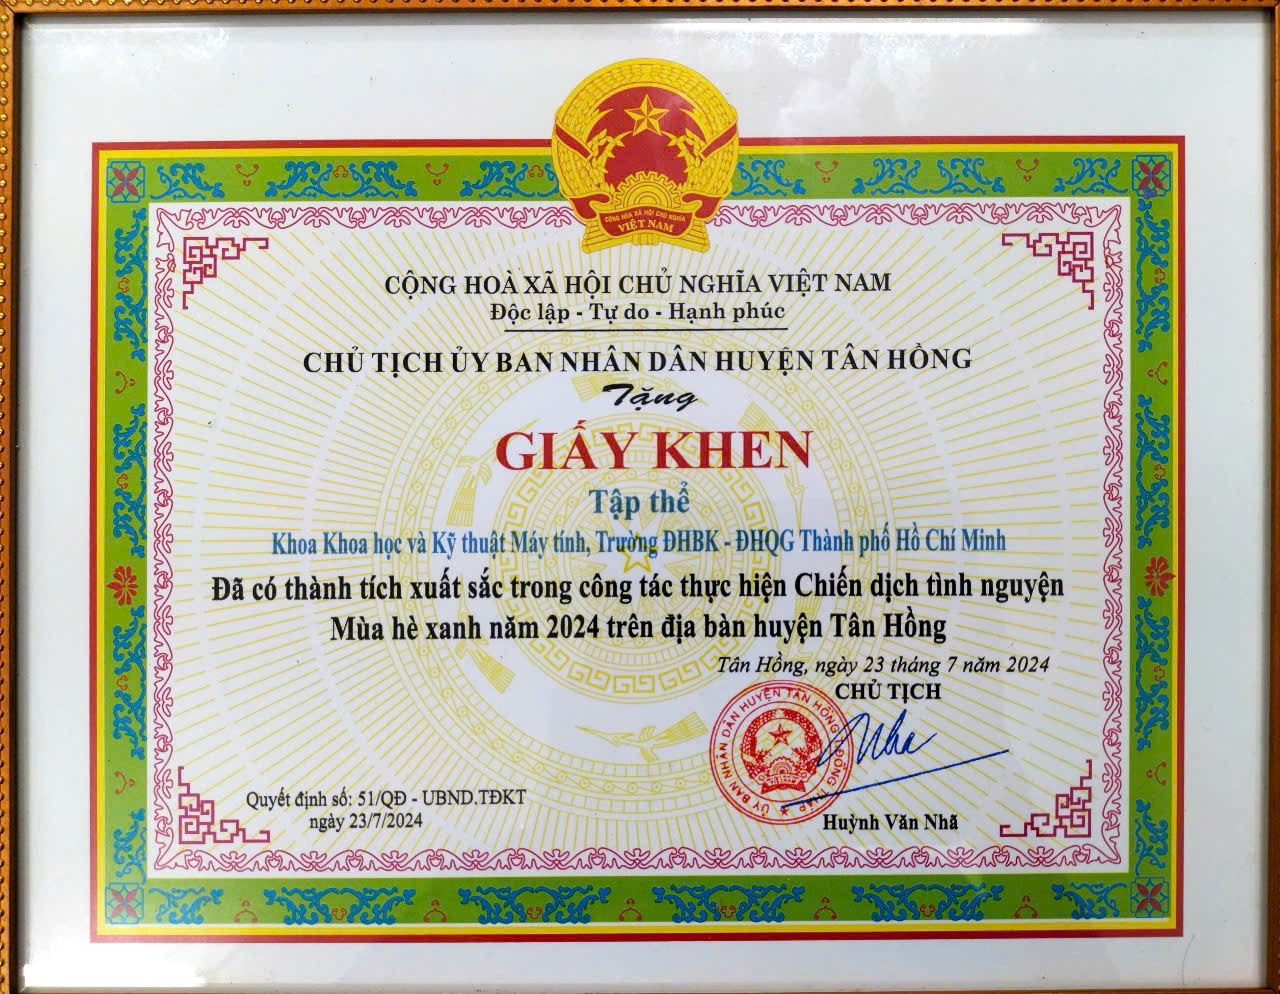 CỘNG HÒA XÃ HỘI CHỦ NGHĨA
VIỆT NAM
CỘNG HOÀ XÃ HỘI CHỦ NGHĨA VIỆT NAM
Độc lập - Tự do - Hạnh phúc
CHỦ TỊCH ỦY BAN NHÂN DÂN HUYỆN TÂN HỒNG
Tặng
GIẤY KHEN
Tập thể
Khoa Khoa học và Kỹ thuật Máy tính, Trường ĐHBK - ĐHQG Thành phố Hồ Chí Minh
Đã có thành tích xuất sắc trong công tác thực hiện Chiến dịch tình nguyện
Mùa hè xanh năm 2024 trên địa bàn huyện Tân Hồng
Tân Hồng, ngày 23 tháng 7 năm 2024
CHỦ TỊCH
ỦY BAN NHÂN DÂN HUYỆN TÂN HỒNG ĐỒNG THÁP
Nha
Quyết định số: 51/QĐ - UBND.TĐKT
ngày 23/7/2024
Huỳnh Văn Nhã